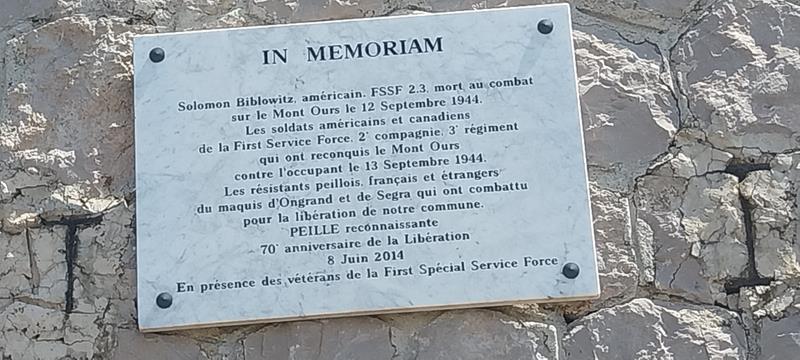 IN MEMORIAM
Solomon Biblowitz, américain, FSSF 2.3, mort au combat
sur le Mont Ours le 12 Septembre 1944.
Les soldats américains et canadiens
de la First Service Force, 2° compagnie, 3° régiment
qui ont reconquis le Mont Ours
contre l'occupant le 13 Septembre 1944.
Les résistants peillois, français et étrangers
du maquis d'Ongrand et de Segra qui ont combattu
pour la libération de notre commune.
PEILLE reconnaissante
70° anniversaire de la Libération
8 Juin 2014
En présence des vétérans de la First Spécial Service Force